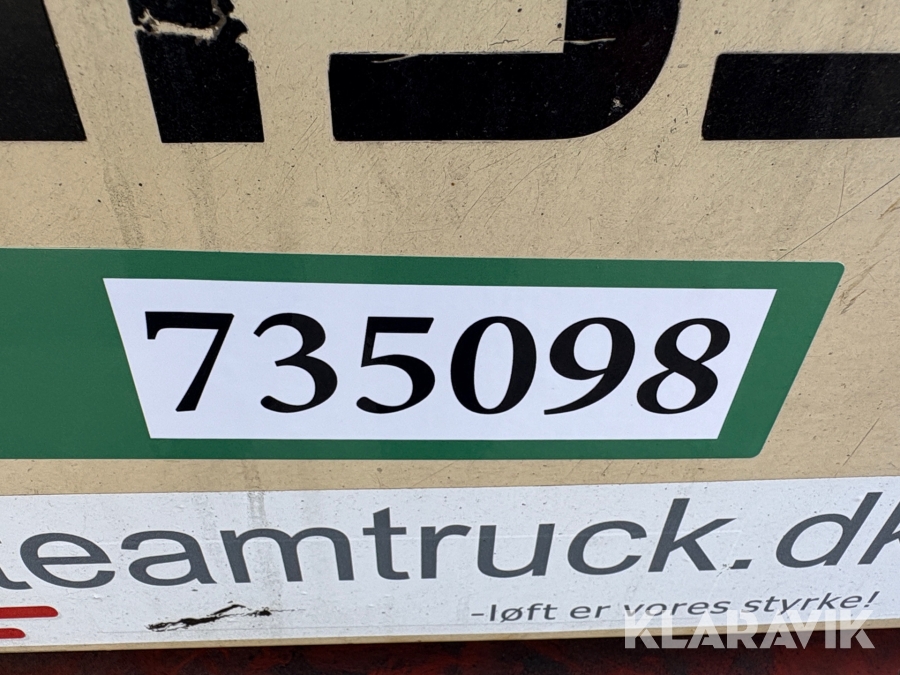 735098
teamtruck.dk
-løft er vores styrke!
KLARAVIK